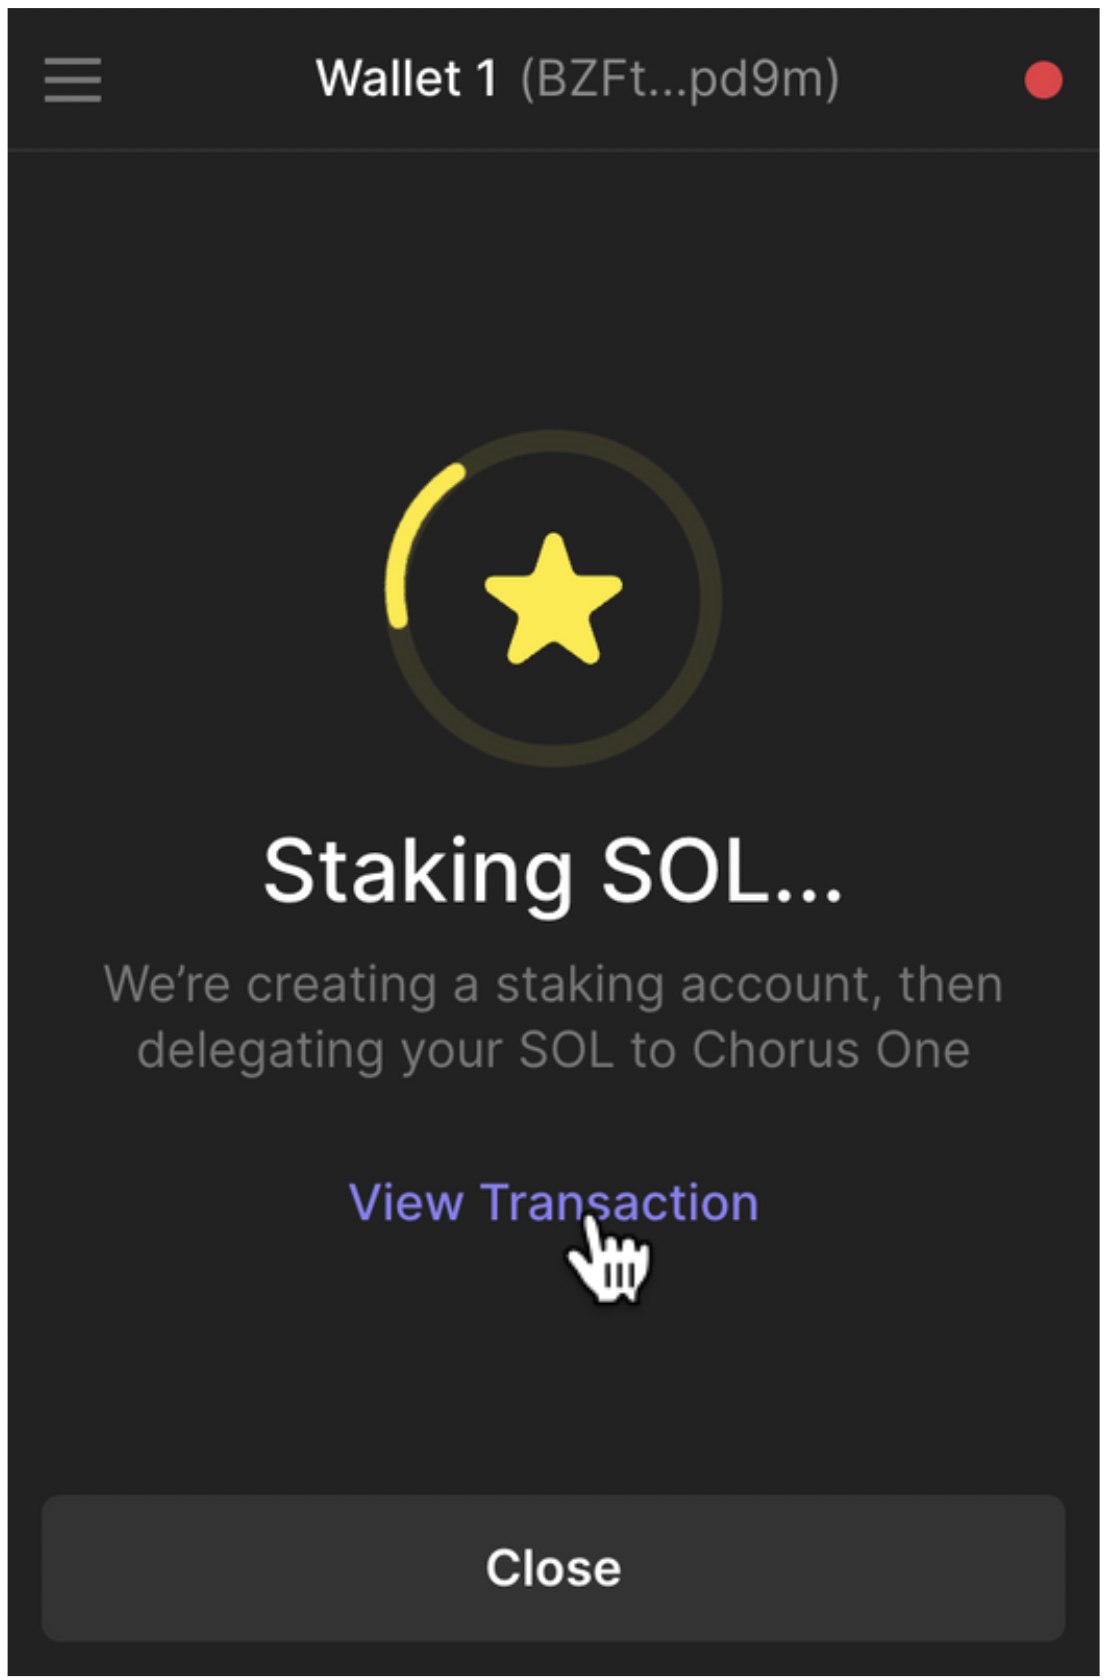 Wallet 1 (BZFt...pd9m)
Staking SOL...
We’re creating a staking account, then
delegating your SOL to Chorus One
View Transaction
Close